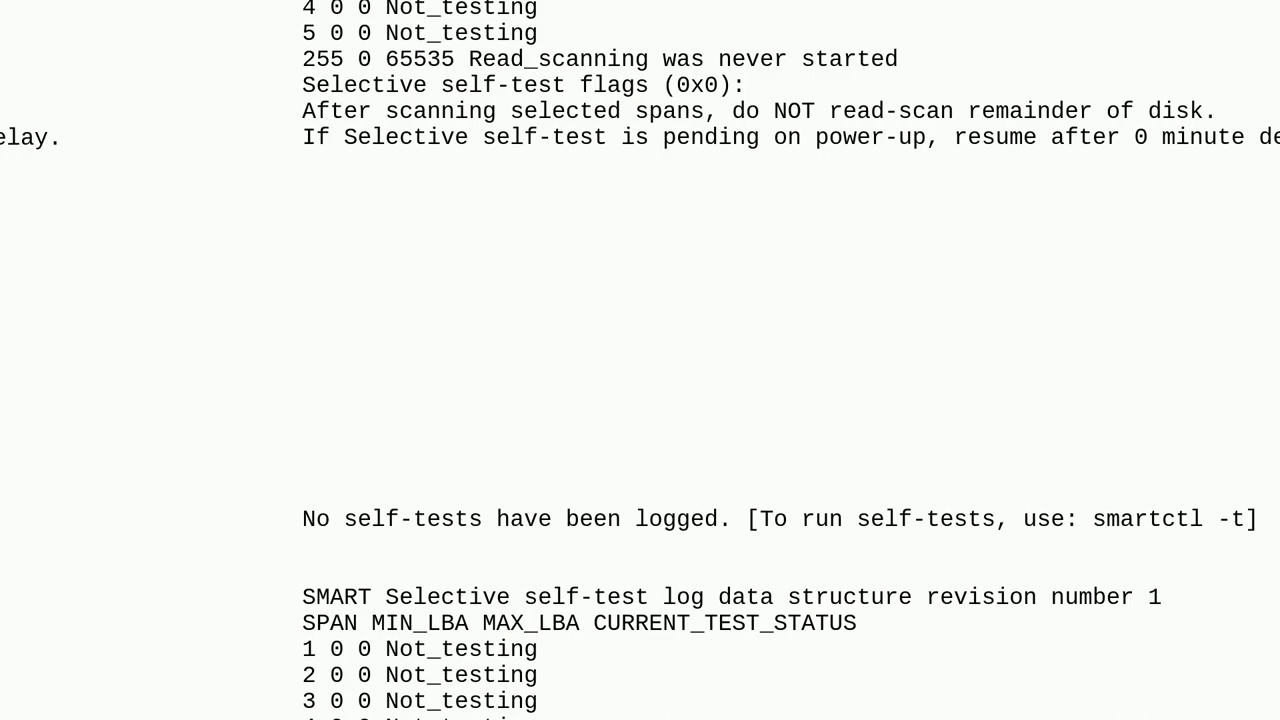 4 0 0 Not_testing
5 0 0 Not_testing
255 0 65535 Read_scanning was never started
Selective self-test flags (0x0):
After scanning selected spans, do NOT read-scan remainder of disk.
elay. If Selective self-test is pending on power-up, resume after 0 minute de
No self-tests have been logged. [To run self-tests, use: smartctl -t]
SMART Selective self-test log data structure revision number 1
SPAN MIN_LBA MAX_LBA CURRENT_TEST_STATUS
1 0 0 Not_testing
2 0 0 Not_testing
3 0 0 Not_testing